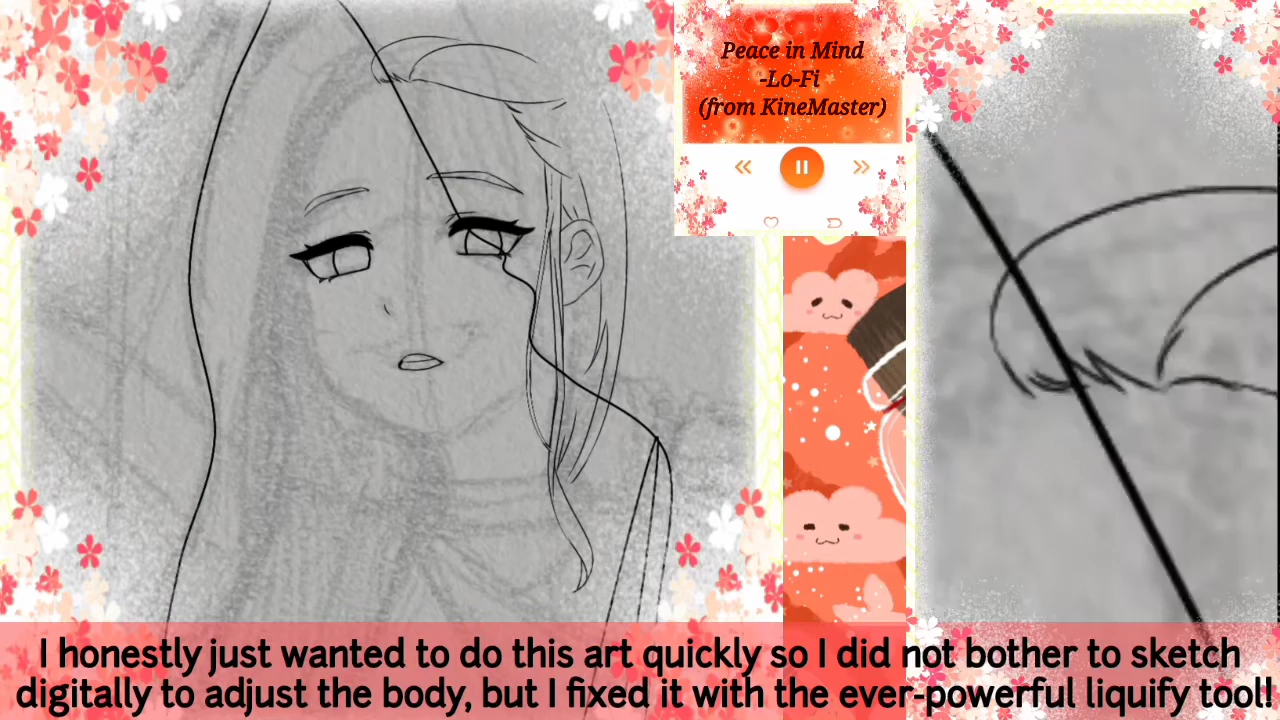 Peace in Mind
-Lo-Fi
(from KineMaster)
I honestly just wanted to do this art quickly so I did not bother to sketch
digitally to adjust the body, but I fixed it with the ever-powerful liquify tool!